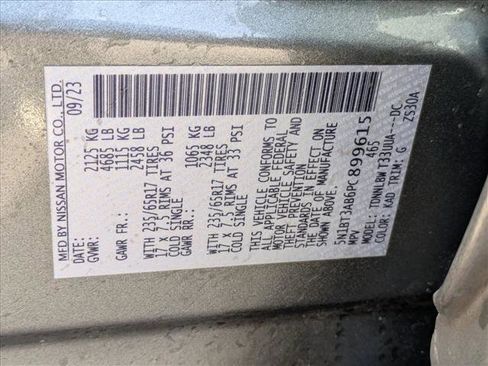 MFD BY NISSAN MOTOR CO., LTD.
DATE: 09/23
GVWR: 2125 KG
4685 LB
GAWR FR.: 1115 KG
2458 LB
WITH 235/65R17 TIRES
17 X 7.5 RIMS AT 36 PSI
COLD SINGLE
GAWR RR.: 1065 KG
2348 LB
WITH 235/65R17 TIRES
17 X 7.5 RIMS AT 33 PSI
COLD SINGLE
THIS VEHICLE CONFORMS TO
ALL APPLICABLE FEDERAL
MOTOR VEHICLE SAFETY AND
THEFT PREVENTION
STANDARDS IN EFFECT ON
THE DATE OF MANUFACTURE
SHOWN ABOVE.
5N1BT3AB6PC899615
MPV 465
MODEL: TDNNLBW T33UUA---DC
COLOR: KAD TRIM: G ZS30A